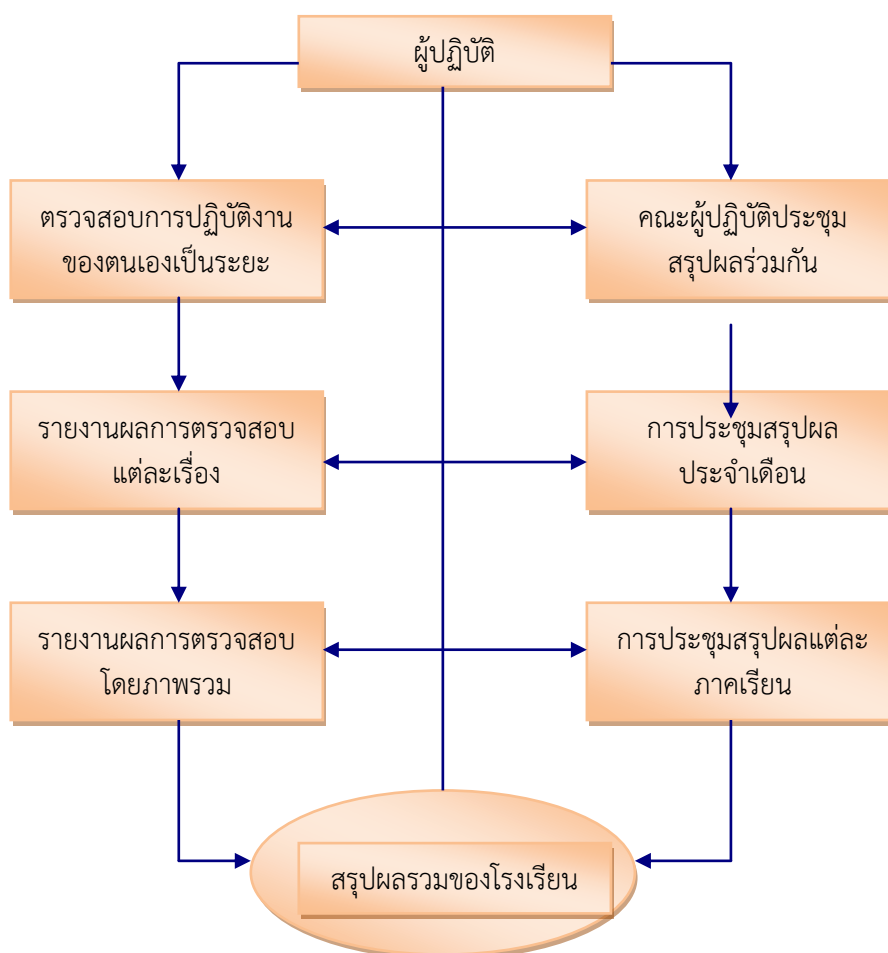 ผู้ปฏิบัติ
ตรวจสอบการปฏิบัติงาน
ของตนเองเป็นระยะ
คณะผู้ปฏิบัติประชุม
สรุปผลร่วมกัน
รายงานผลการตรวจสอบ
แต่ละเรื่อง
การประชุมสรุปผล
ประจำเดือน
รายงานผลการตรวจสอบ
โดยภาพรวม
การประชุมสรุปผลแต่ละ
ภาคเรียน
สรุปผลรวมของโรงเรียน